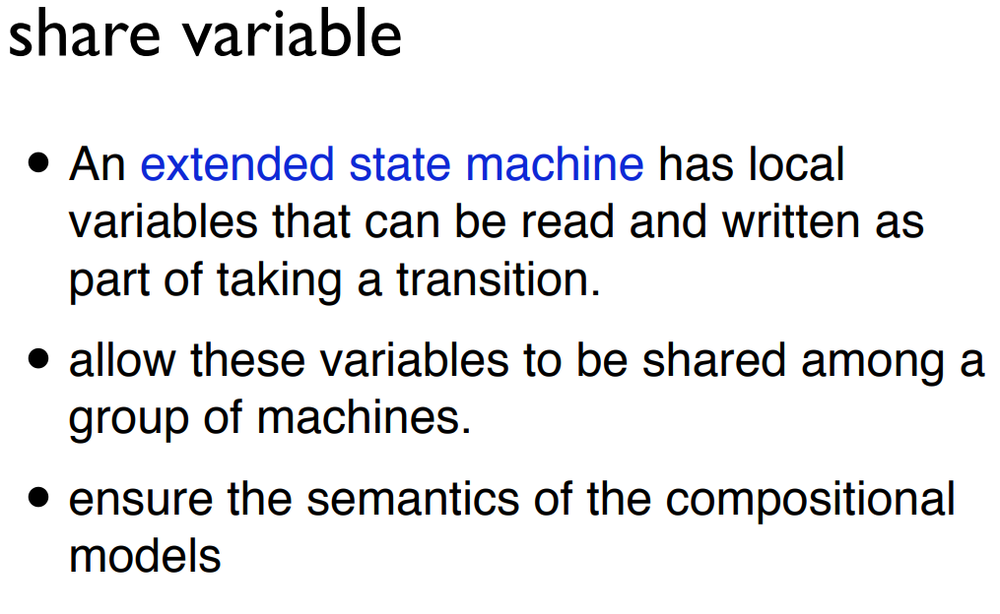 share variable
• An extended state machine has local
variables that can be read and written as
part of taking a transition.
• allow these variables to be shared among a
group of machines.
• ensure the semantics of the compositional
models